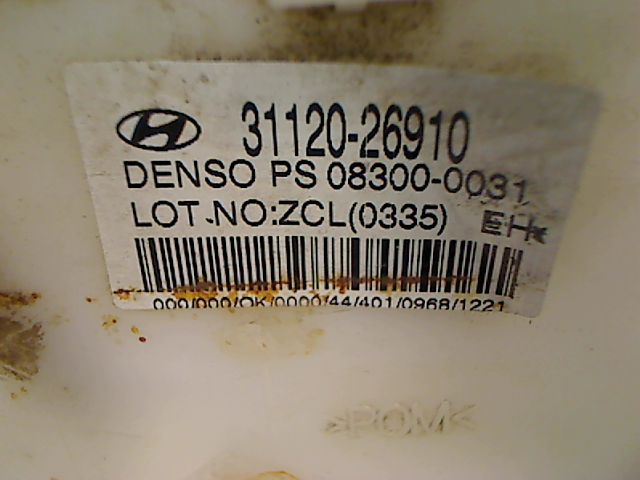 31120-26910
DENSO PS 08300-0031
LOT.NO:ZCL(0335) EH
000/000/OK/0000/44/401/0968/1221
>POM<